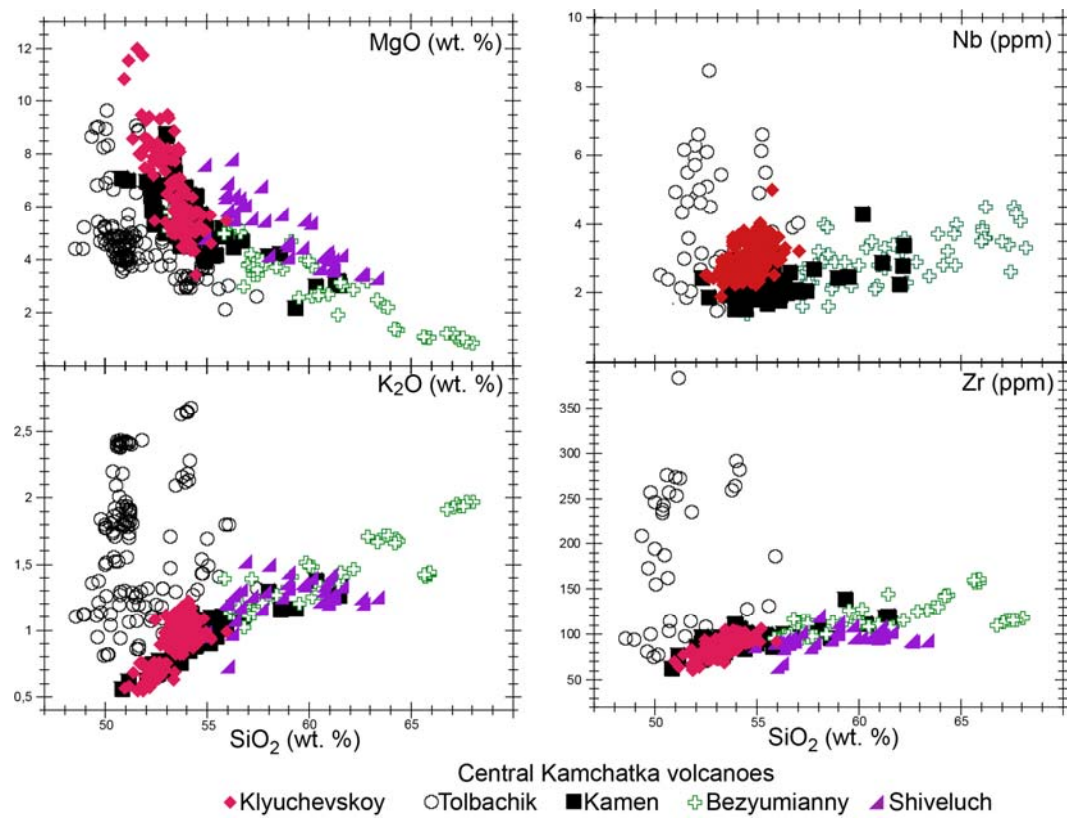 MgO (wt. %)
12
10
8
6
4
2
Nb (ppm)
10
8
6
4
2
K2O (wt. %)
2,5
2
1,5
1
0,5
50 55 60 65
SiO2 (wt. %)
Zr (ppm)
350
300
250
200
150
100
50
50 55 60 65
SiO2 (wt. %)
Central Kamchatka volcanoes
Klyuchevskoy Tolbachik Kamen Bezyumianny Shiveluch